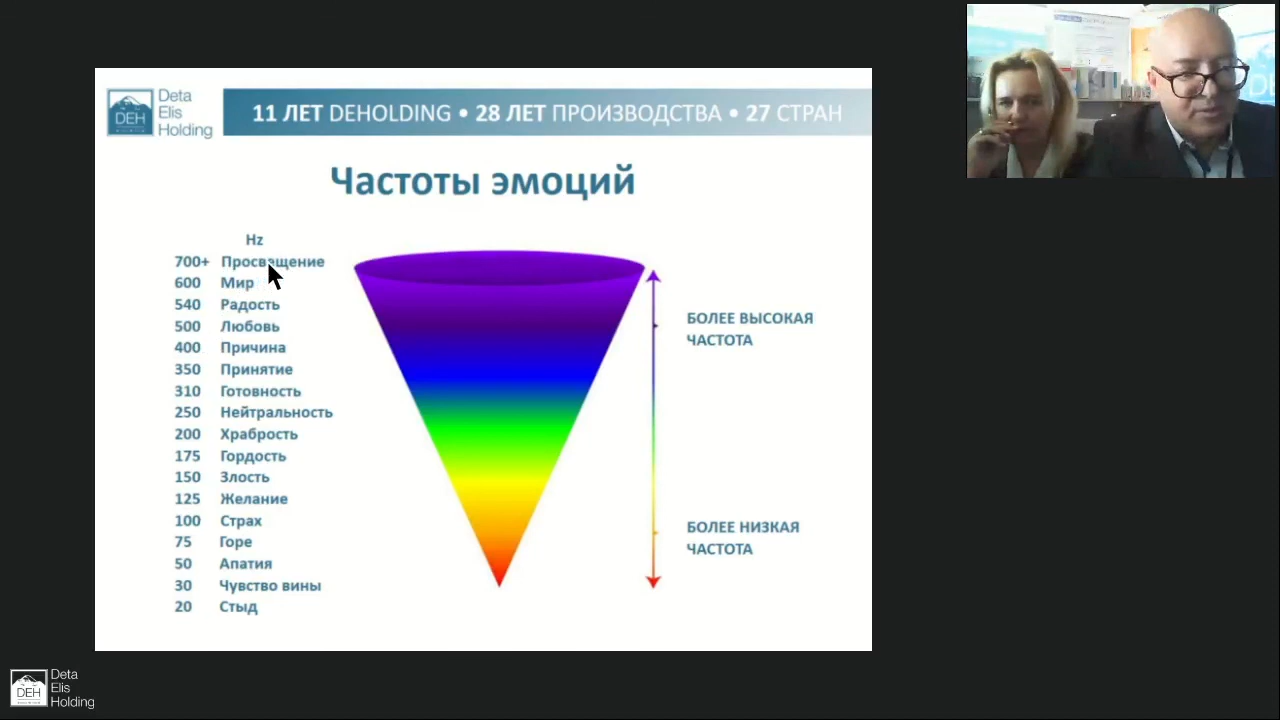 Deta
Elis
Holding
DEH
11 ЛЕТ DEHOLDING • 28 ЛЕТ ПРОИЗВОДСТВА • 27 СТРАН
Частоты эмоций
Hz
700+ Просвящение
600 Мир
540 Радость
500 Любовь
400 Причина
350 Принятие
310 Готовность
250 Нейтральность
200 Храбрость
175 Гордость
150 Злость
125 Желание
100 Страх
75 Горе
50 Апатия
30 Чувство вины
20 Стыд
БОЛЕЕ ВЫСОКАЯ
ЧАСТОТА
БОЛЕЕ НИЗКАЯ
ЧАСТОТА
DEH
Deta
Elis
Holding